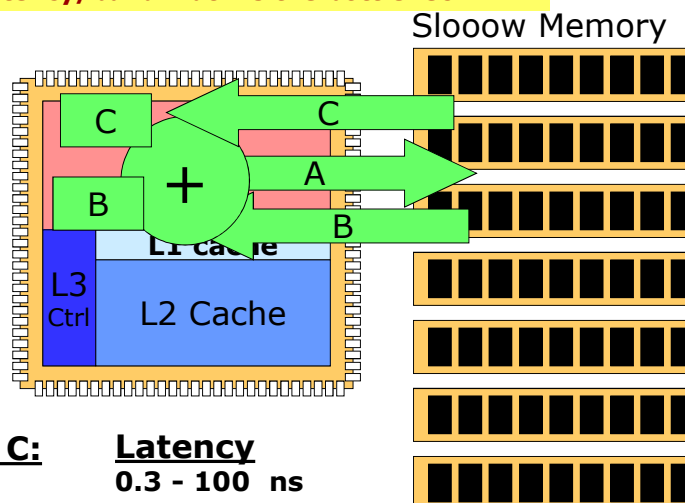 Slooow Memory
C
C
+
A
B
B
L1 cache
L3
Ctrl
L2 Cache
C:
Latency
0.3 - 100 ns